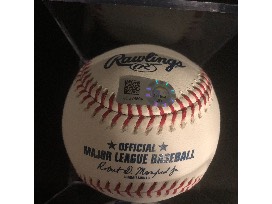 Rawlings
OFFICIAL
MAJOR LEAGUE BASEBALL
Robert D. Manfred Jr.